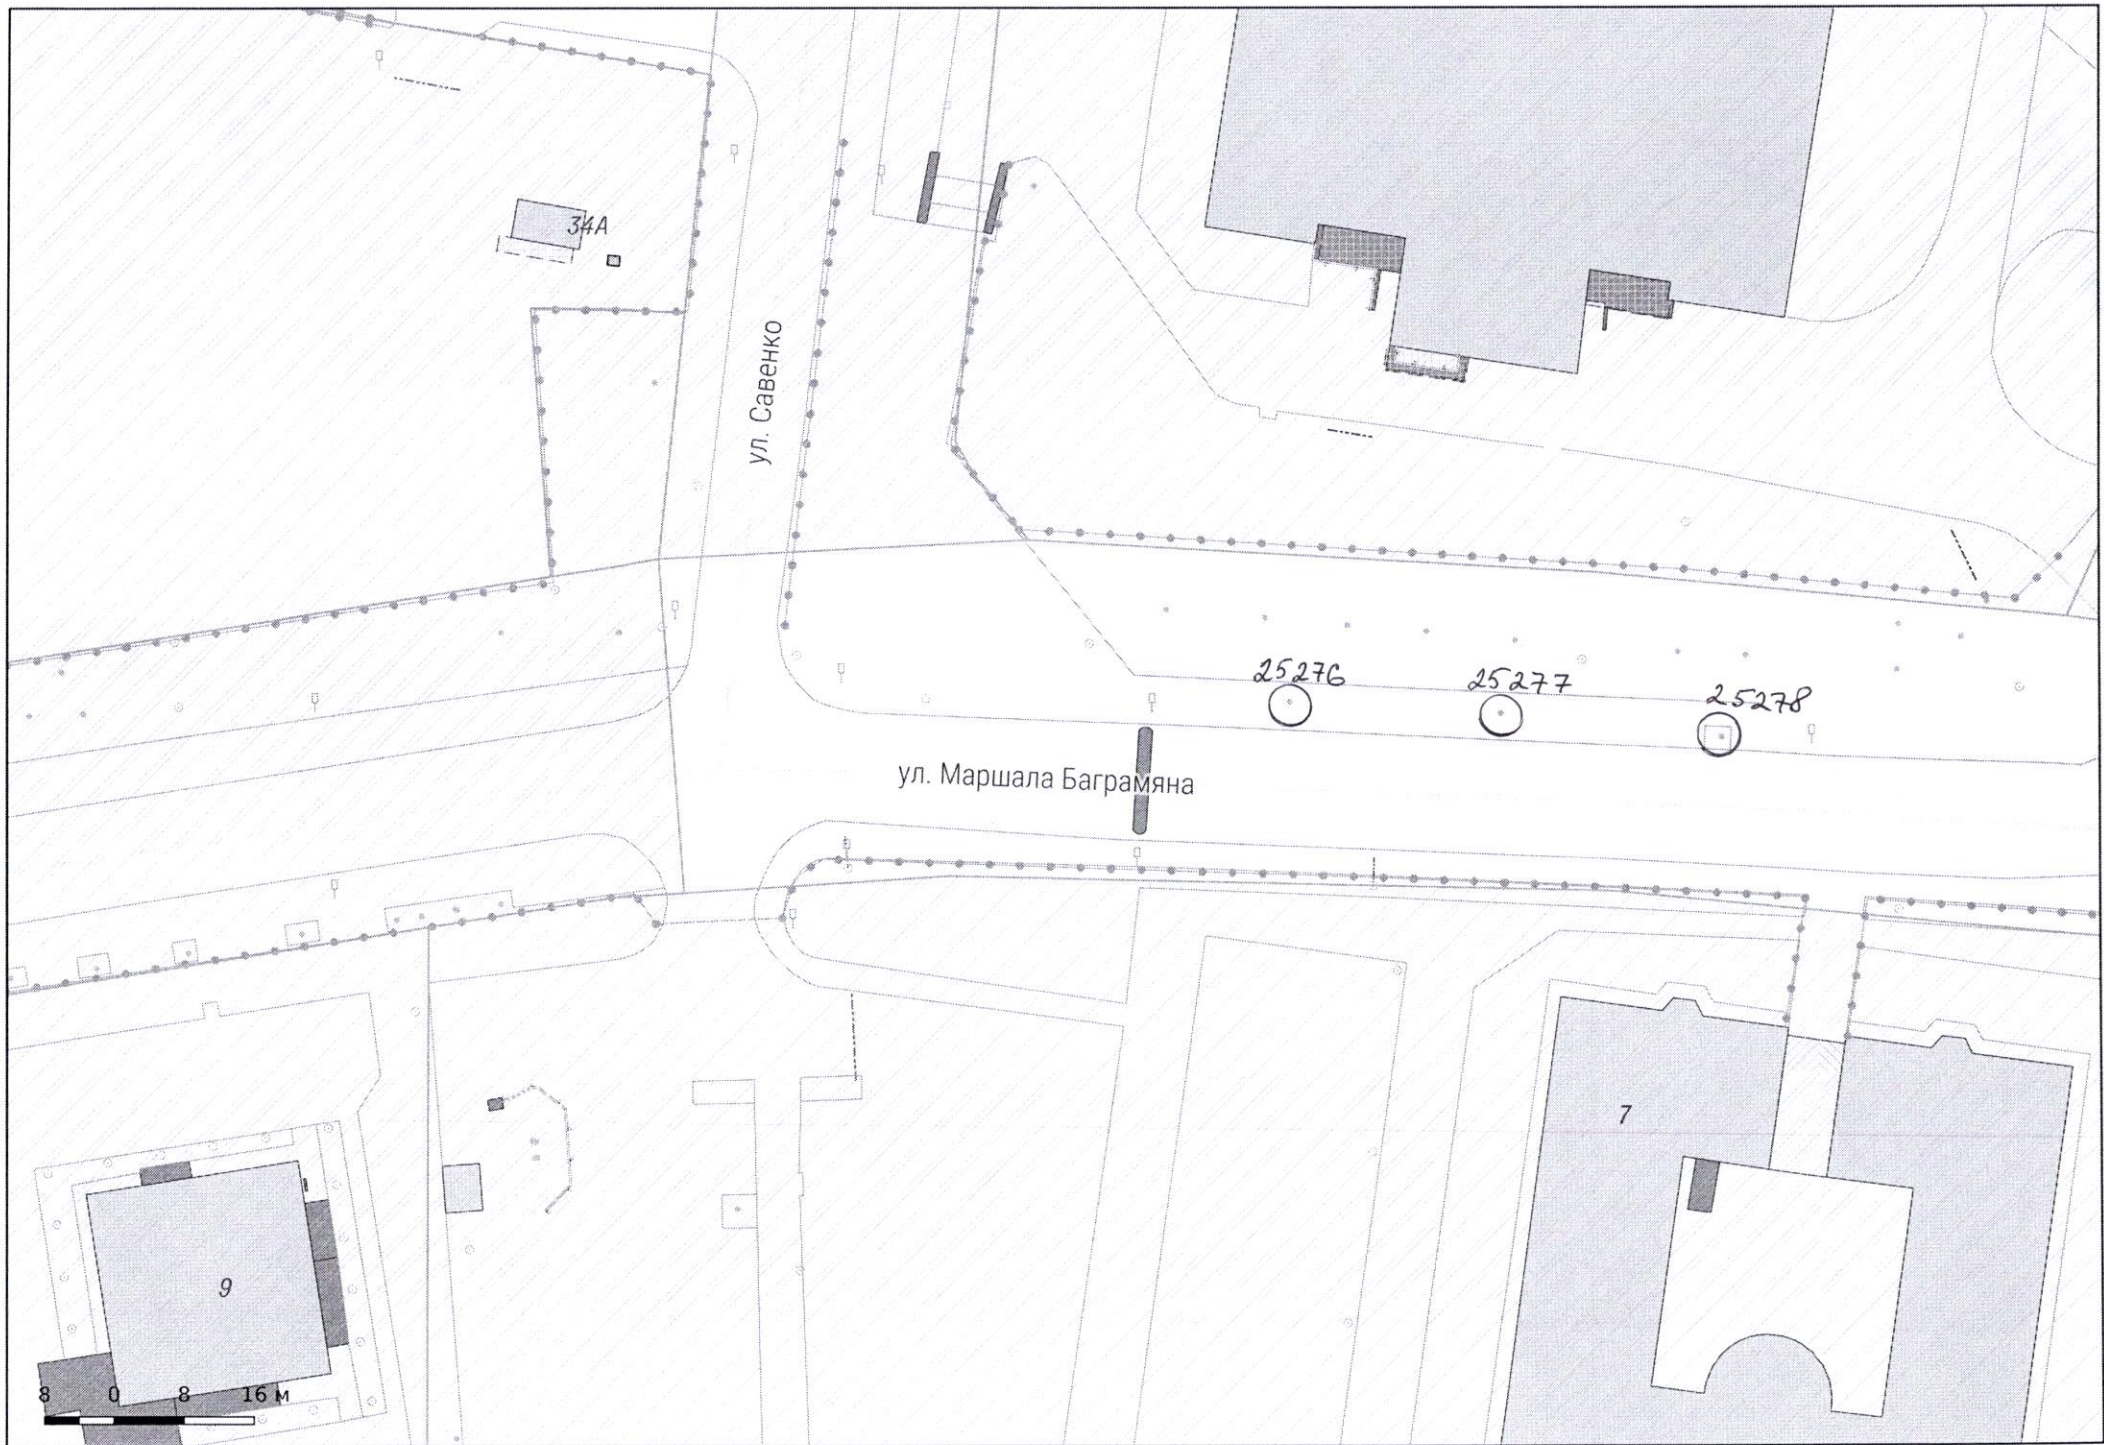 34А
ул. Савенко
25276
25277
25278
ул. Маршала Баграмяна
7
9
8 0 8 16 м